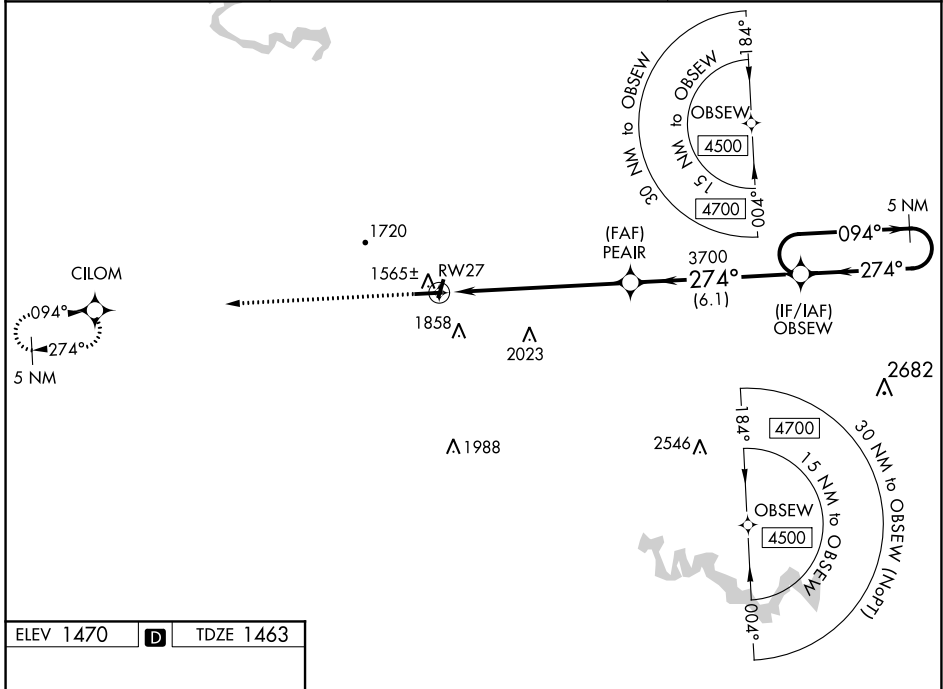 184°
30 NM to OBSEW
15 NM to OBSEW
OBSEW
4500
4700
004°
5 NM
094°
(FAF)
PEAIR
3700
274°
(6.1)
274°
(IF/IAF)
OBSEW
1720
CILOM
1565±
RW27
094°
274°
5 NM
1858
2023
2682
1988
2546
184°
4700
30 NM to OBSEW (NoPT)
15 NM to OBSEW
OBSEW
4500
004°
ELEV 1470 D TDZE 1463